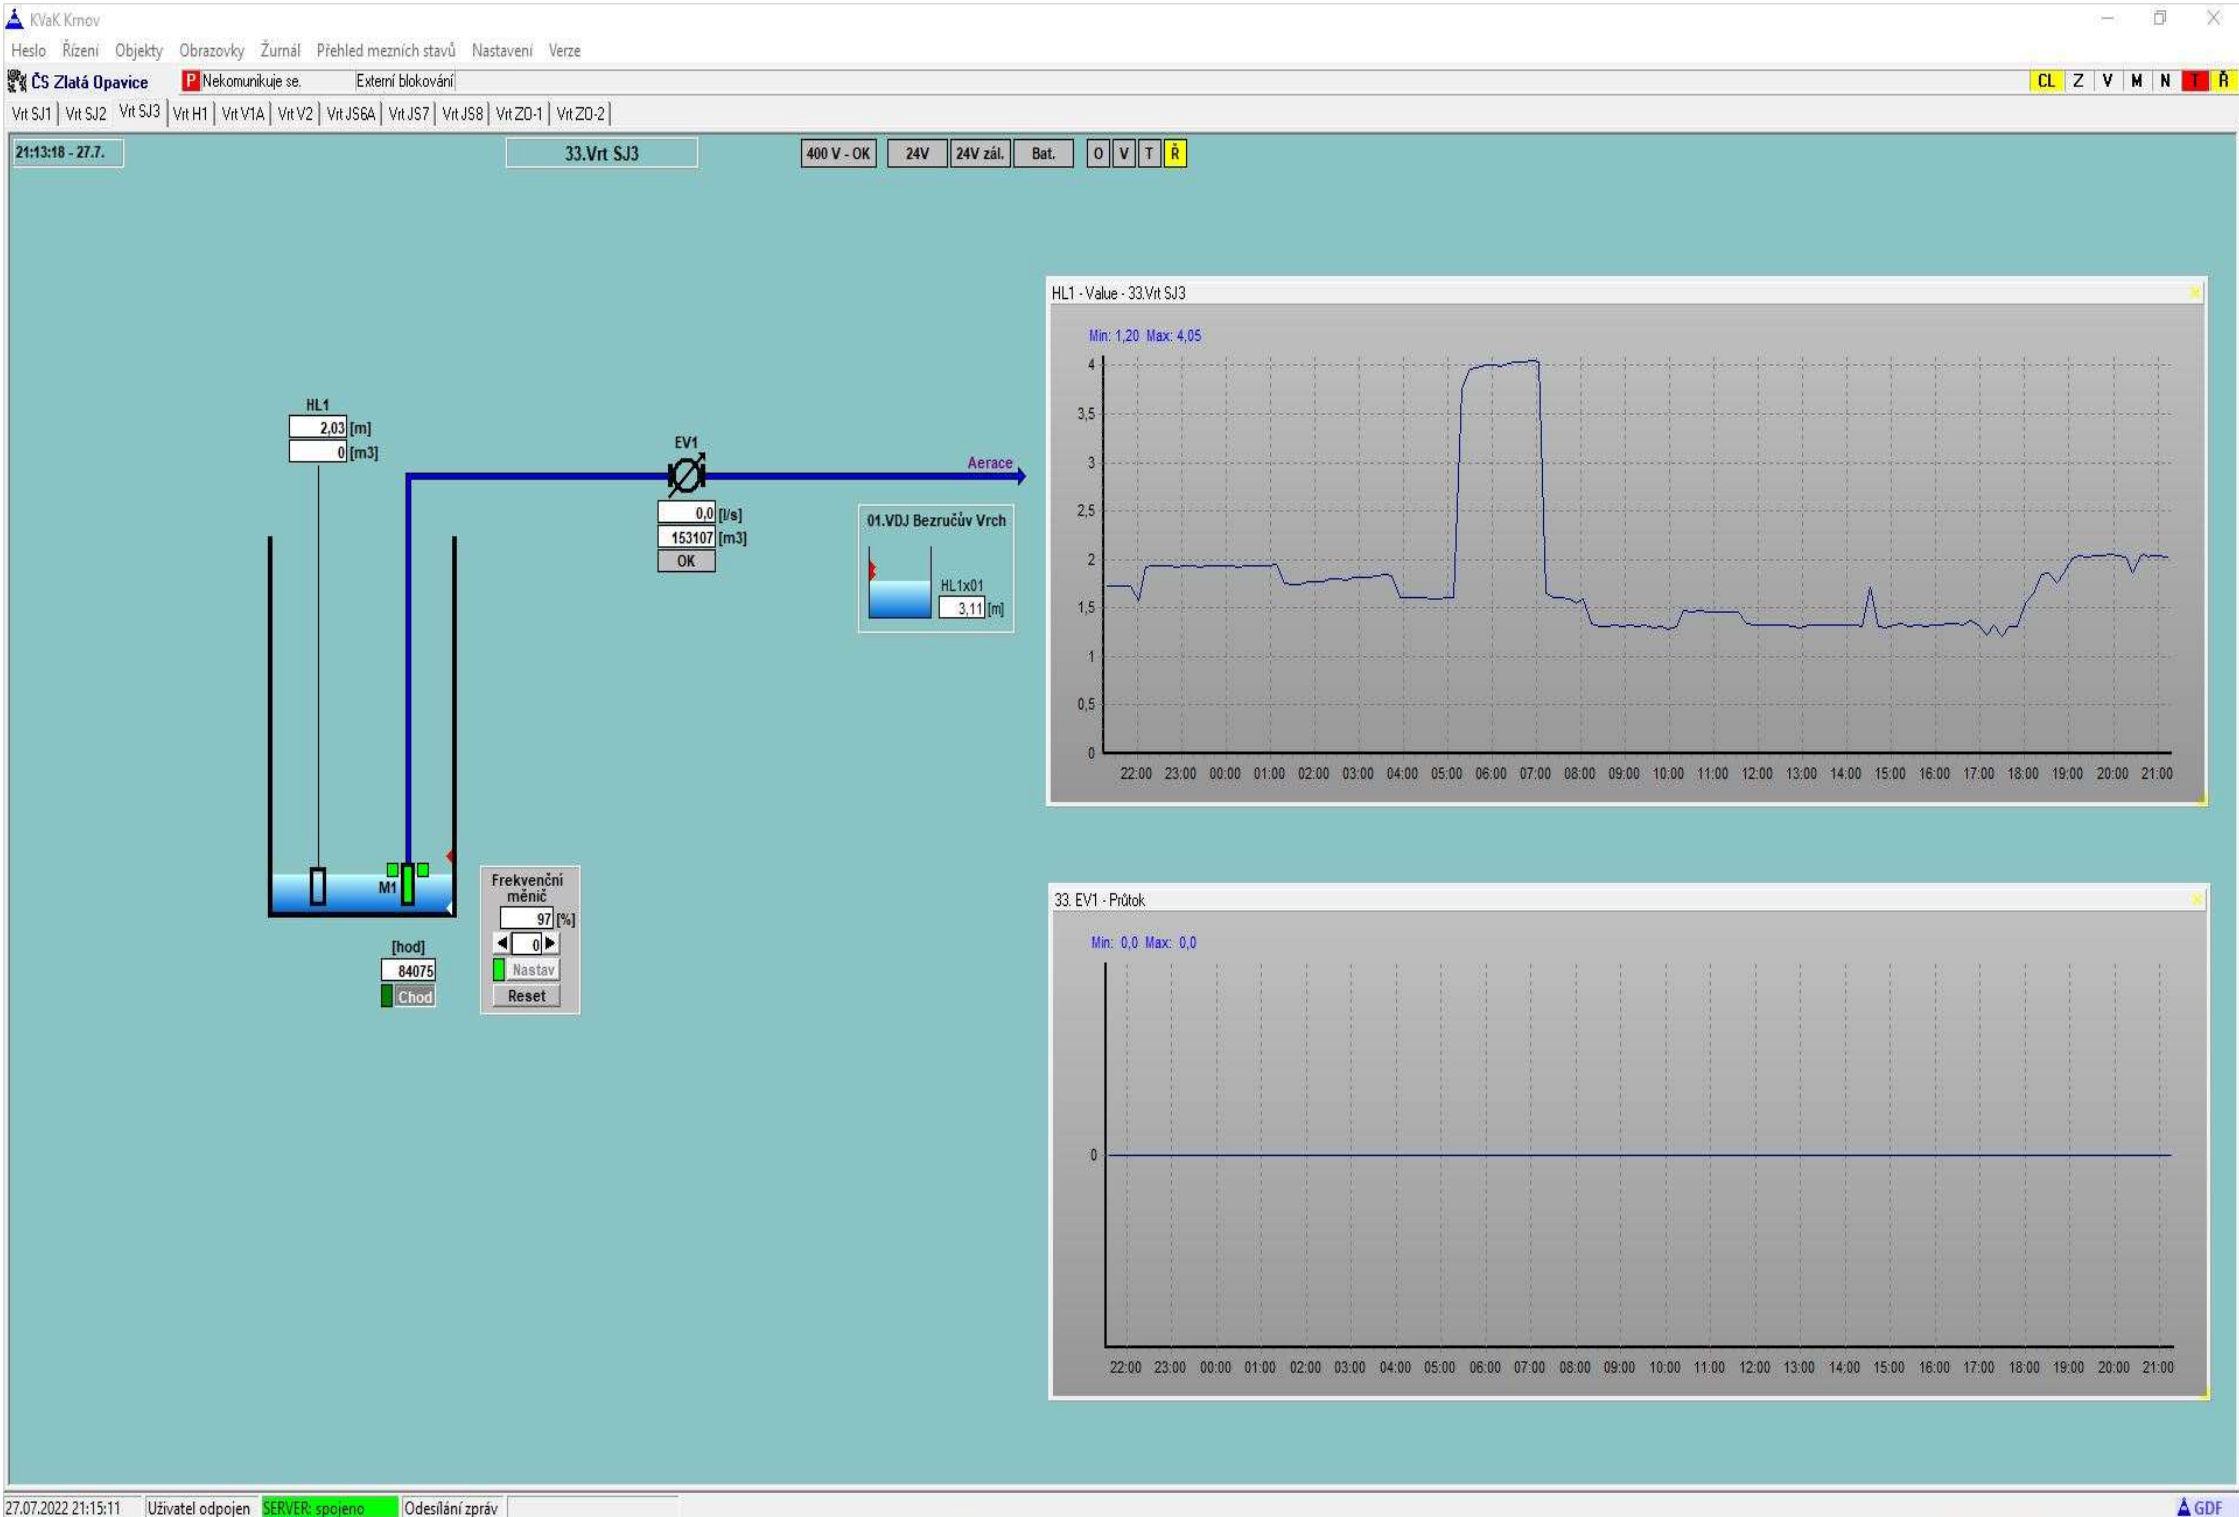 KVaK Krnov
Heslo Řízení Objekty Obrazovky Žurnál Přehled mezních stavů Nastavení Verze
ČS Zlatá Opavice P Nekomunikuje se. Externí blokování CL Z V M N T Ř
Vrt SJ1 Vrt SJ2 Vrt SJ3 Vrt H1 Vrt V1A Vrt V2 Vrt JS6A Vrt JS7 Vrt JS8 Vrt ZO-1 Vrt ZO-2
21:13:18 - 27.7. 33.Vrt SJ3 400 V - OK 24V 24V zál. Bat. O V T Ř
HL1 - Value - 33.Vrt SJ3
Min: 1,20 Max: 4,05
4
3,5
3
2,5
2
1,5
1
0,5
0
22:00 23:00 00:00 01:00 02:00 03:00 04:00 05:00 06:00 07:00 08:00 09:00 10:00 11:00 12:00 13:00 14:00 15:00 16:00 17:00 18:00 19:00 20:00 21:00
HL1
2,03 [m]
0 [m3]
EV1
Aerace
0,0 [l/s]
153107 [m3]
OK
01.VDJ Bezručův Vrch
HL1x01
3,11 [m]
M1
[hod]
84075
Chod
Frekvenční
měnič
97 [%]
0
Nastav
Reset
33. EV1 - Průtok
Min: 0,0 Max: 0,0
0
22:00 23:00 00:00 01:00 02:00 03:00 04:00 05:00 06:00 07:00 08:00 09:00 10:00 11:00 12:00 13:00 14:00 15:00 16:00 17:00 18:00 19:00 20:00 21:00
27.07.2022 21:15:11 Uživatel odpojen SERVER: spojeno Odesílání zpráv GDF